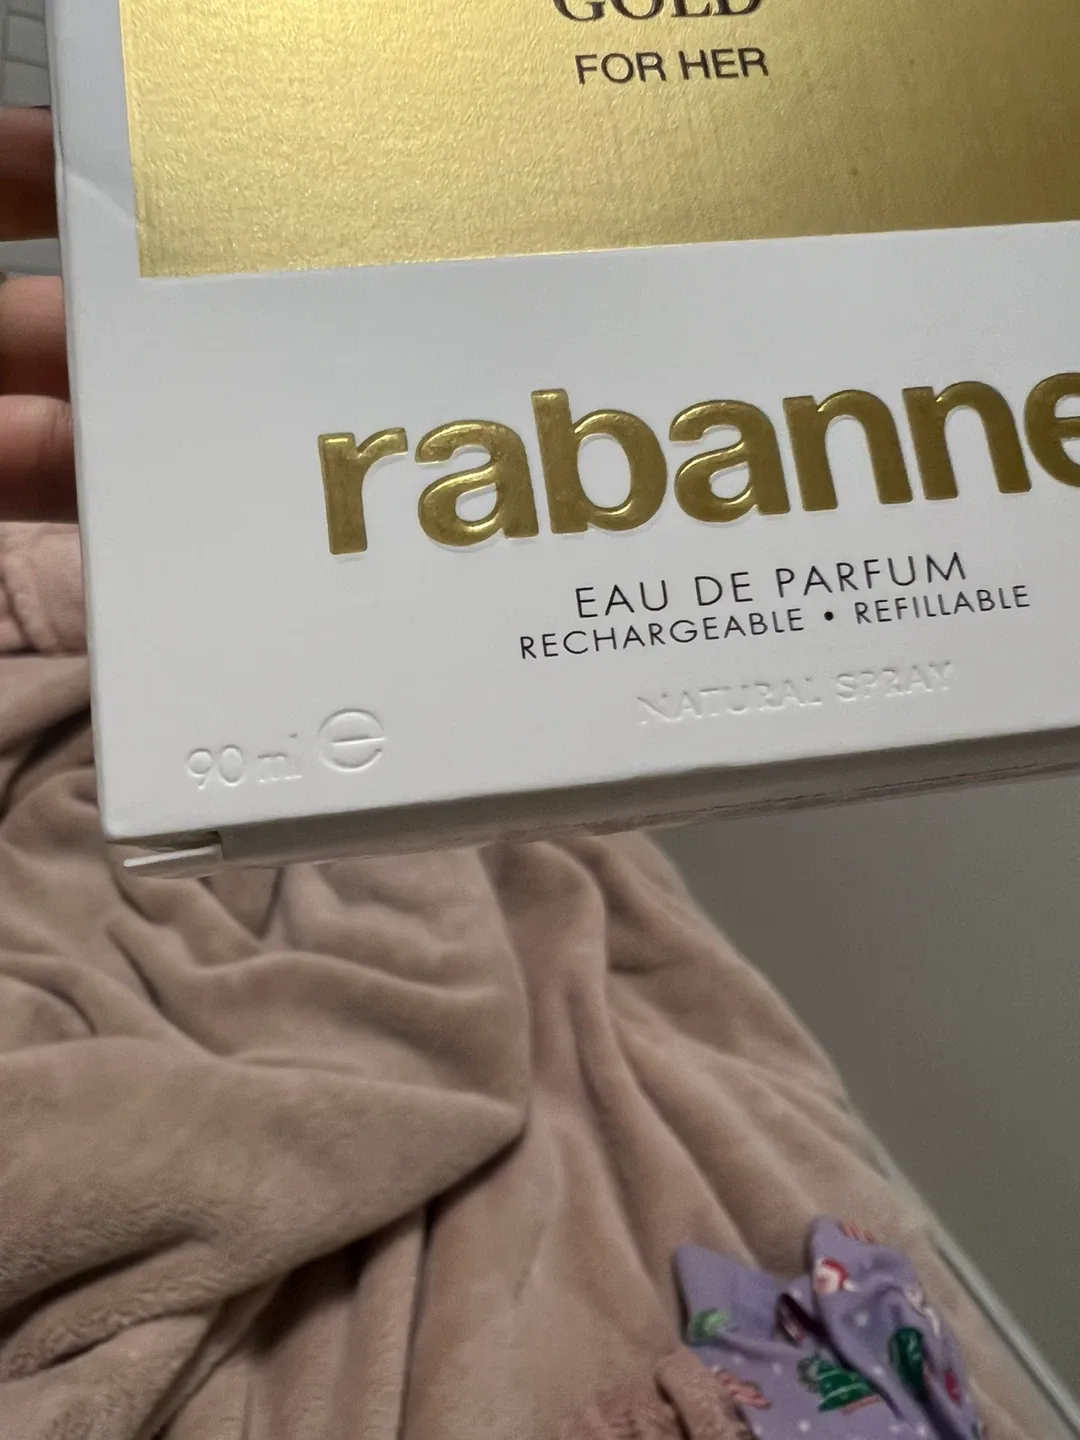 GOLD
FOR HER
rabanne
EAU DE PARFUM
RECHARGEABLE • REFILLABLE
NATURAL SPRAY
90 ml ℮